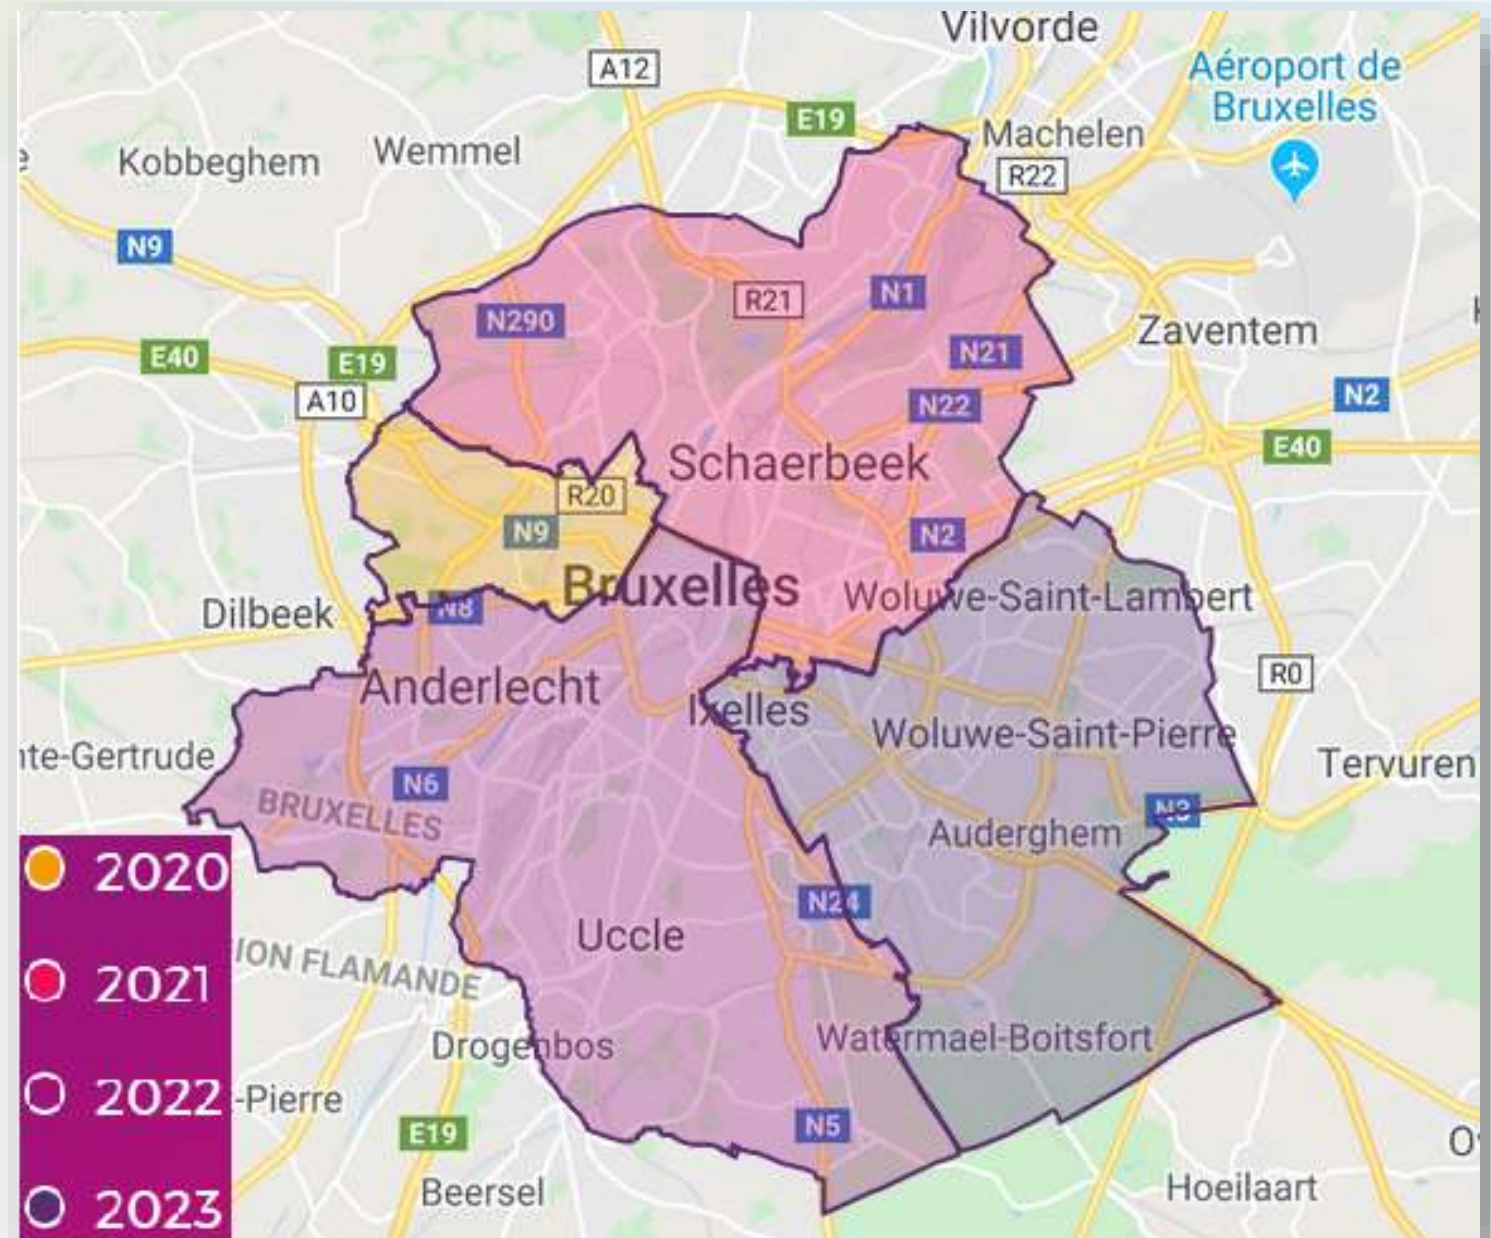 Vilvorde
A12
Aéroport de
Bruxelles
E19
Machelen
Kobbeghem
Wemmel
R22
N9
N290
R21
N1
Zaventem
E40
E19
N21
A10
N22
N2
E40
Schaerbeek
R20
N9
N2
Bruxelles
Woluwe-Saint-Lambert
Dilbeek
N8
Anderlecht
R0
Ixelles
Woluwe-Saint-Pierre
nte-Gertrude
Tervuren
N6
BRUXELLES
N3
Auderghem
2020
N24
Uccle
ION FLAMANDE
2021
Drogenbos
Watermael-Boitsfort
2022
-Pierre
E19
N5
Beersel
Hoeilaart
2023